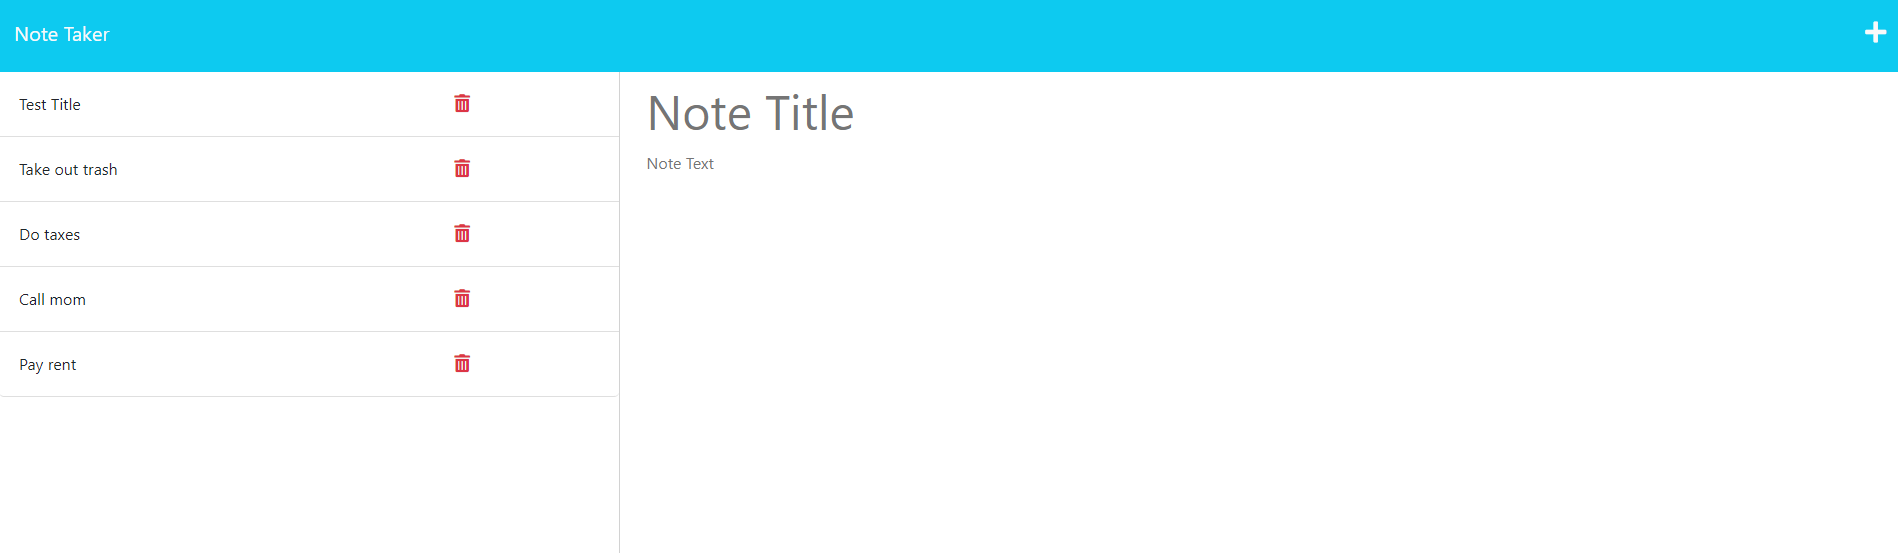 Note Taker
Test Title
Take out trash
Do taxes
Call mom
Pay rent
Note Title
Note Text